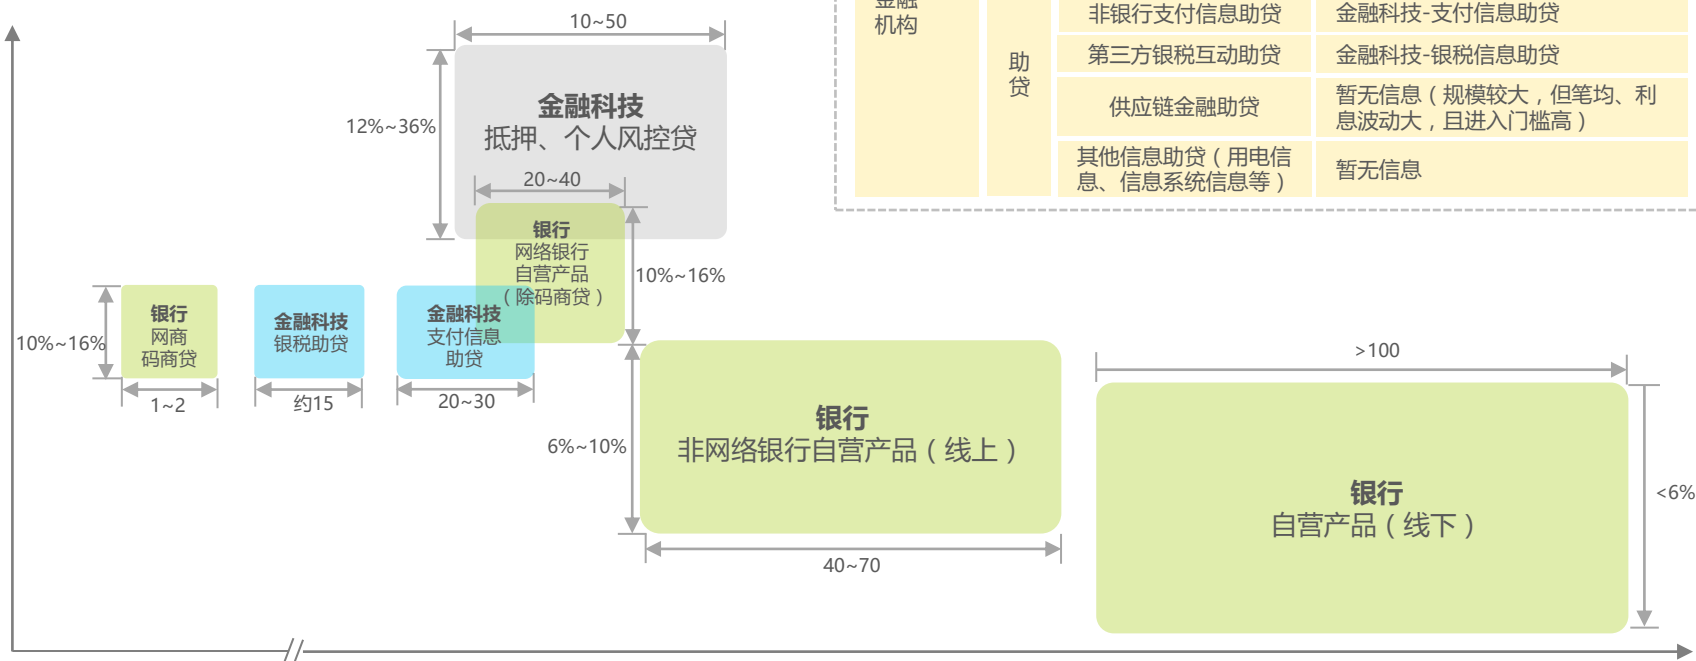 金融
机构
助
贷
非银行支付信息助贷
金融科技-支付信息助贷
第三方银税互动助贷
金融科技-银税信息助贷
供应链金融助贷
暂无信息（规模较大，但笔均、利
息波动大，且进入门槛高）
其他信息助贷（用电信
息、信息系统信息等）
暂无信息
10~50
12%~36%
金融科技
抵押、个人风控贷
20~40
银行
网络银行
自营产品
（除码商贷）
10%~16%
10%~16%
银行
网商
码商贷
1~2
金融科技
银税助贷
约15
金融科技
支付信息
助贷
20~30
6%~10%
银行
非网络银行自营产品（线上）
40~70
>100
银行
自营产品（线下）
<6%